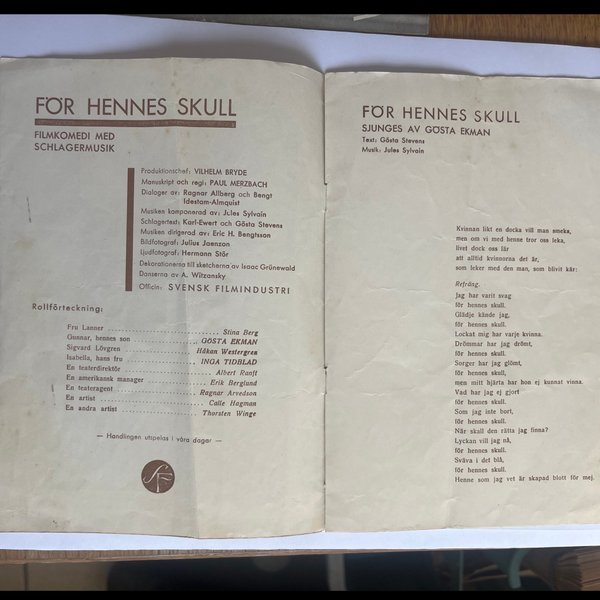 FÖR HENNES SKULL
FILMKOMEDI MED
SCHLAGERMUSIK
Produktionschef: VILHELM BRYDE
Manuskript och regi: PAUL MERZBACH
Dialoger av: Ragnar Allberg och Bengt
Idestam-Almquist
Musiken komponerad av: Jules Sylvain
Schlagertext: Karl-Ewert och Gösta Stevens
Musiken dirigerad av: Eric H. Bengtsson
Bildfotograf: Julius Jaenzon
Ljudfotograf: Hermann Stör
Dekorationerna till sketcherna av Isaac Grünewald
Danserna av A. Witzansky
Officin: SVENSK FILMINDUSTRI
Rollförteckning:
Fru Lanner ........ Stina Berg
Gunnar, hennes son ........ GÖSTA EKMAN
Sigvard Lövgren ........ Håkan Westergren
Isabella, hans fru ........ INGA TIDBLAD
En teaterdirektör ........ Albert Ranft
En amerikansk manager ........ Erik Berglund
En teateragent ........ Ragnar Arvedson
En artist ........ Calle Hagman
En andra artist ........ Thorsten Winge
— Handlingen utspelas i våra dagar —
SF
FÖR HENNES SKULL
SJUNGES AV GÖSTA EKMAN
Text: Gösta Stevens
Musik: Jules Sylvain
Kvinnan likt en docka vill man smeka,
men om vi med henne tror oss leka,
livet dock oss lär
att alltid kvinnorna det är,
som leker med den man, som blivit kär:
Refräng.
Jag har varit svag
för hennes skull.
Glädje kände jag,
för hennes skull.
Lockat mig har varje kvinna.
Drömmar har jag drömt,
för hennes skull.
Sorger har jag glömt,
för hennes skull,
men mitt hjärta har hon ej kunnat vinna.
Vad har jag ej gjort
för hennes skull.
Som jag inte bort,
för hennes skull.
När skall den rätta jag finna?
Lyckan vill jag nå,
för hennes skull.
Sväva i det blå,
för hennes skull.
Henne som jag vet är skapad blott för mej.